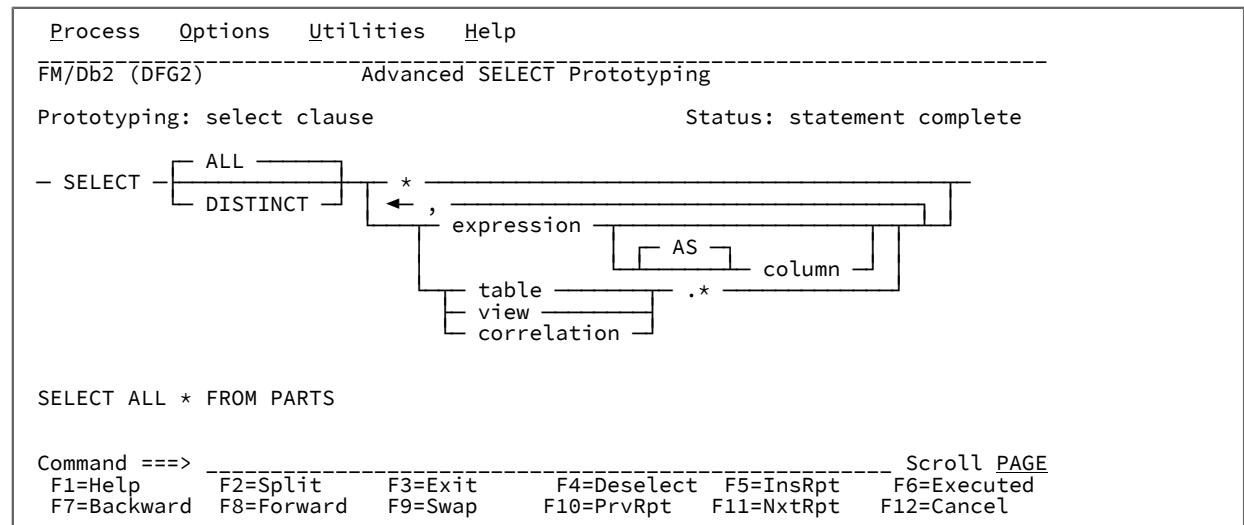 Process Options Utilities Help
FM/Db2 (DFG2) Advanced SELECT Prototyping
Prototyping: select clause Status: statement complete
ALL
SELECT *
DISTINCT ,
expression
AS
column
table .*
view
correlation
SELECT ALL * FROM PARTS
Command ===> Scroll PAGE
F1=Help F2=Split F3=Exit F4=Deselect F5=InsRpt F6=Executed
F7=Backward F8=Forward F9=Swap F10=PrvRpt F11=NxtRpt F12=Cancel